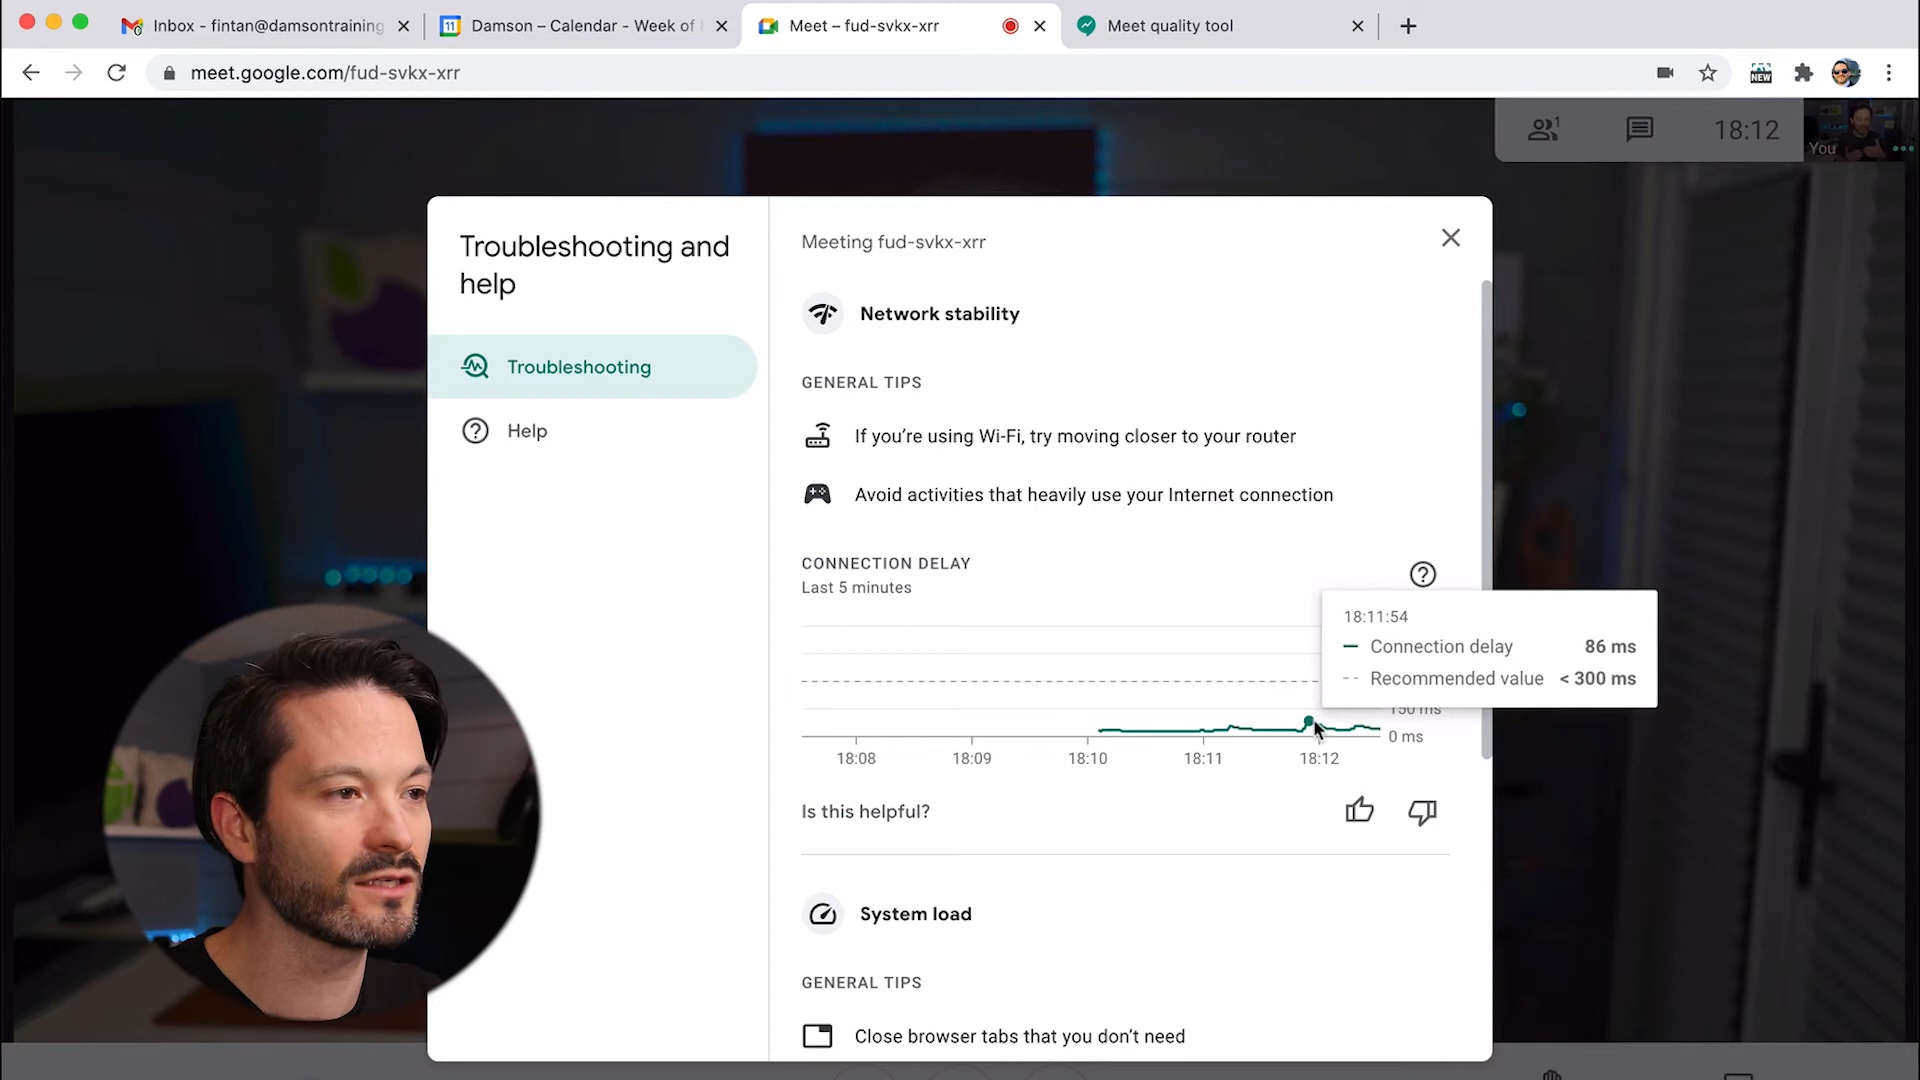 Inbox - fintan@damsontraining
Damson – Calendar - Week of
Meet – fud-svkx-xrr
Meet quality tool
meet.google.com/fud-svkx-xrr
NEW
1
18:12
You
Troubleshooting and
help
Troubleshooting
Help
Meeting fud-svkx-xrr
Network stability
GENERAL TIPS
If you're using Wi-Fi, try moving closer to your router
Avoid activities that heavily use your Internet connection
CONNECTION DELAY
Last 5 minutes
18:11:54
Connection delay 86 ms
Recommended value < 300 ms
150 ms
0 ms
18:08 18:09 18:10 18:11 18:12
Is this helpful?
System load
GENERAL TIPS
Close browser tabs that you don't need